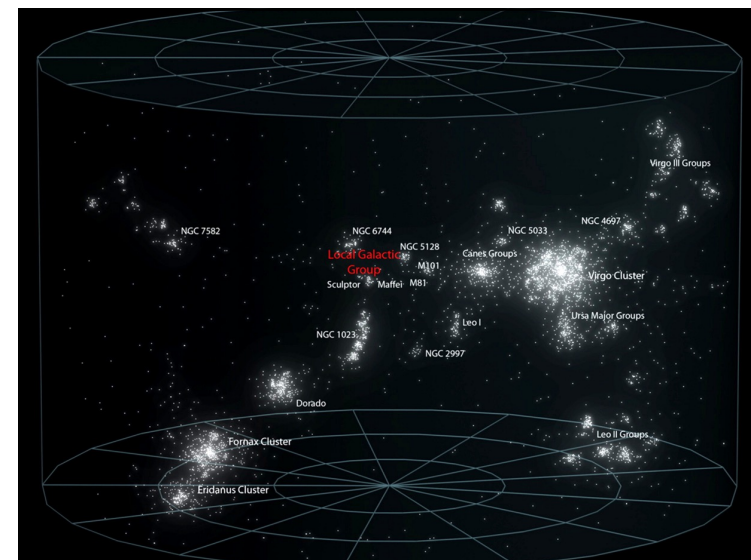 Virgo III Groups
NGC 7582
NGC 6744
NGC 5033
NGC 4697
NGC 5128
Local Galactic
Group
Canes Groups
M101
Virgo Cluster
Sculptor
Maffei
M81
NGC 1023
Leo I
Ursa Major Groups
NGC 2997
Dorado
Fornax Cluster
Leo II Groups
Eridanus Cluster